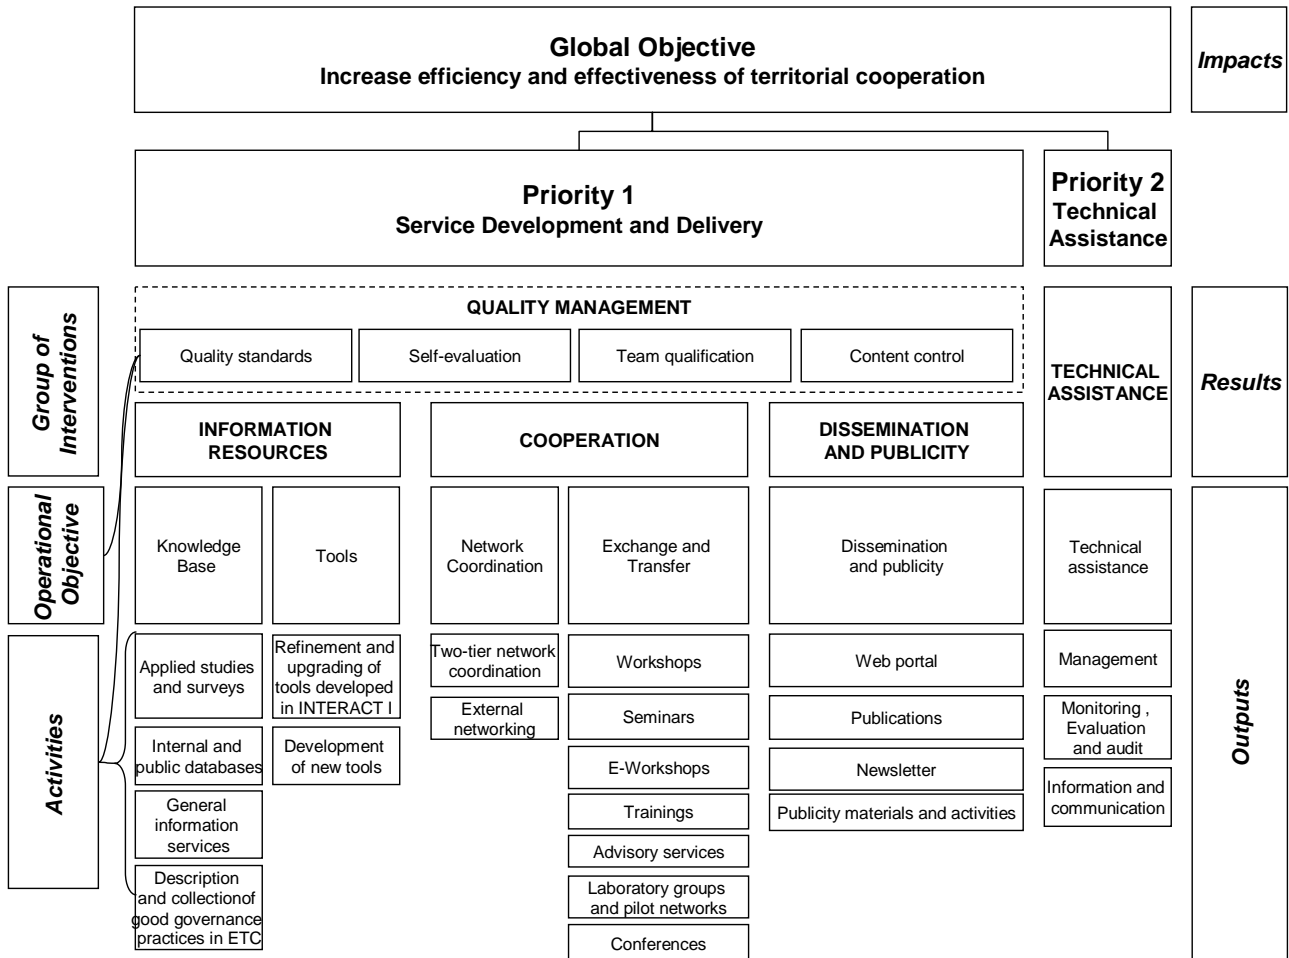 Global Objective
Increase efficiency and effectiveness of territorial cooperation
Impacts
Priority 1
Service Development and Delivery
Priority 2
Technical
Assistance
Group of
Interventions
QUALITY MANAGEMENT
Quality standards
Self-evaluation
Team qualification
Content control
TECHNICAL
ASSISTANCE
Results
INFORMATION
RESOURCES
COOPERATION
DISSEMINATION
AND PUBLICITY
Operational
Objective
Knowledge
Base
Tools
Network
Coordination
Exchange and
Transfer
Dissemination
and publicity
Technical
assistance
Outputs
Activities
Applied studies
and surveys
Internal and
public databases
General
information
services
Description
and collectionof
good governance
practices in ETC
Refinement and
upgrading of
tools developed
in INTERACT I
Development
of new tools
Two-tier network
coordination
External
networking
Workshops
Seminars
E-Workshops
Trainings
Advisory services
Laboratory groups
and pilot networks
Conferences
Web portal
Publications
Newsletter
Publicity materials and activities
Management
Monitoring ,
Evaluation
and audit
Information and
communication